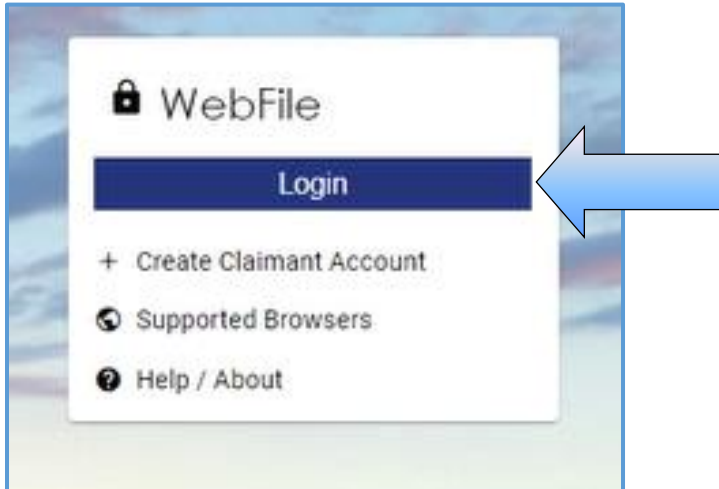 WebFile
Login
+ Create Claimant Account
Supported Browsers
Help / About